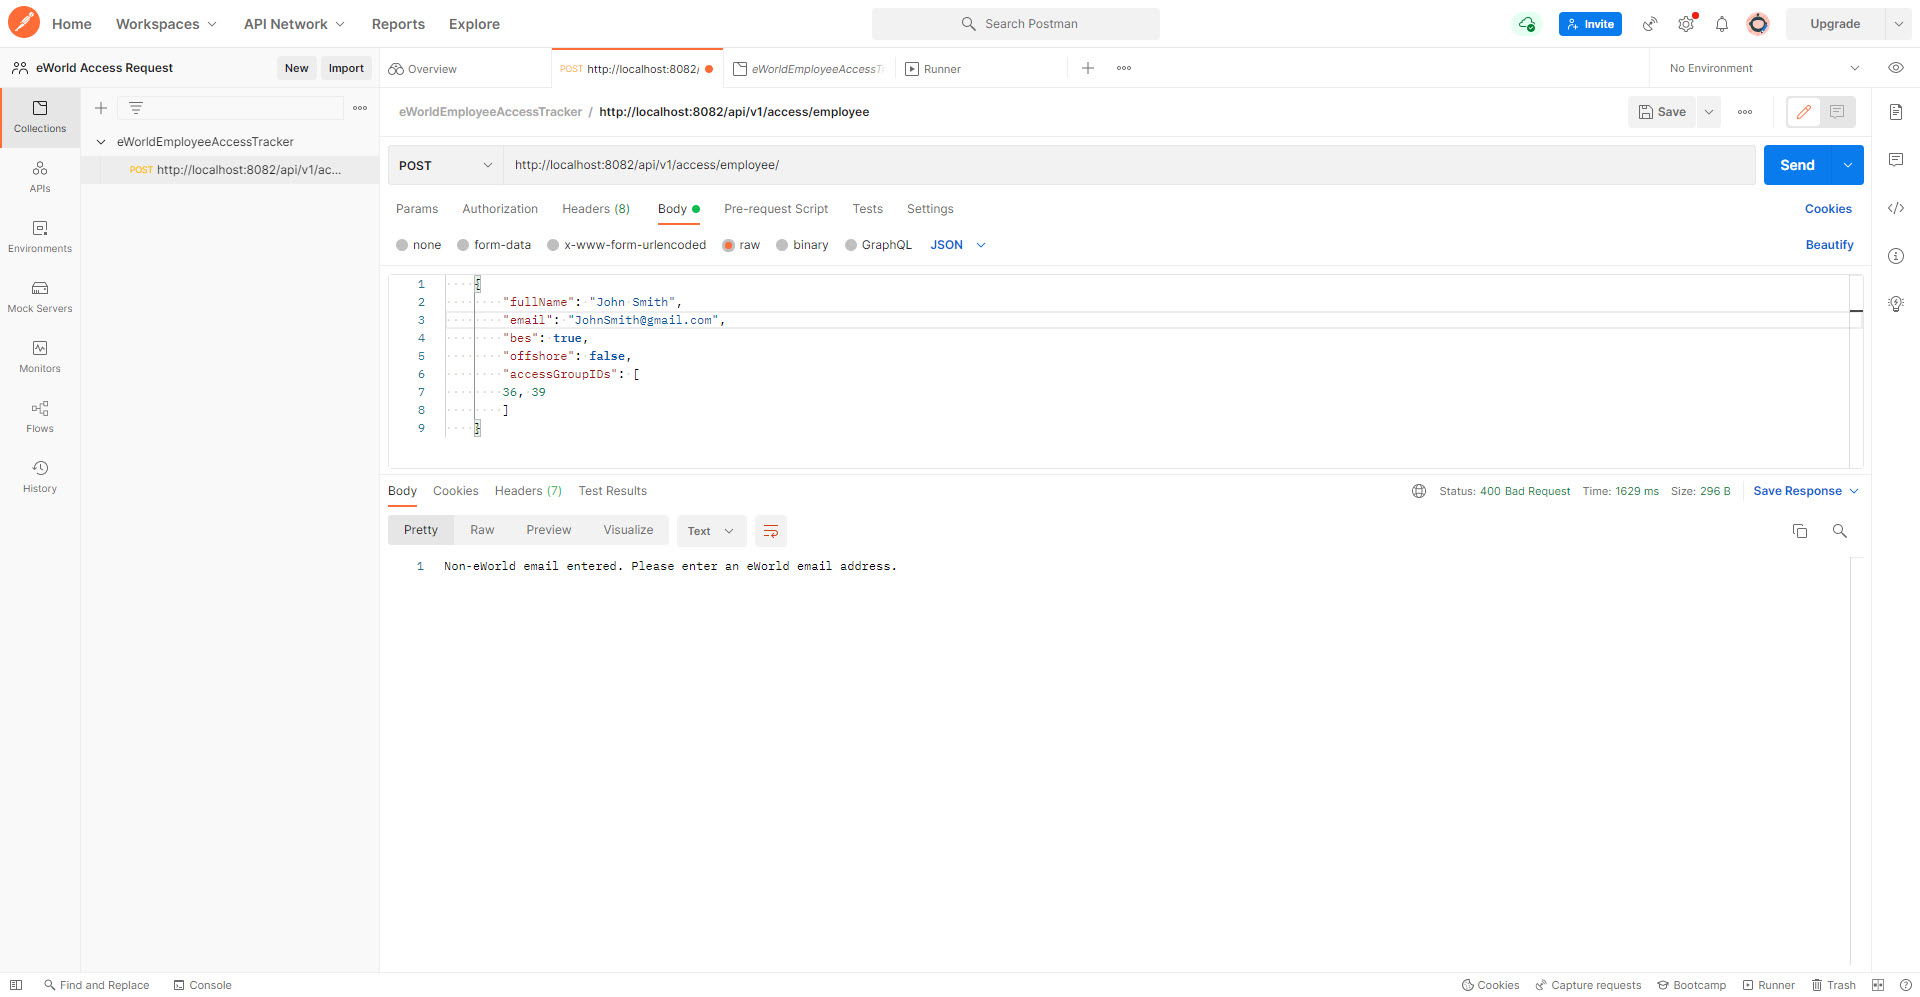 Home Workspaces API Network Reports Explore Search Postman Invite Upgrade
eWorld Access Request New Import Overview POST http://localhost:8082/ eWorldEmployeeAccessT Runner No Environment
Collections
eWorldEmployeeAccessTracker / http://localhost:8082/api/v1/access/employee Save
eWorldEmployeeAccessTracker
POST http://localhost:8082/api/v1/ac...
POST http://localhost:8082/api/v1/access/employee/ Send
APIs
Params Authorization Headers (8) Body Pre-request Script Tests Settings Cookies
none form-data x-www-form-urlencoded raw binary GraphQL JSON Beautify
Environments
Mock Servers
Monitors
Flows
History
1 {
2 "fullName": "John Smith",
3 "email": "JohnSmith@gmail.com",
4 "bes": true,
5 "offshore": false,
6 "accessGroupIDs": [
7 36, 39
8 ]
9 }
Body Cookies Headers (7) Test Results Status: 400 Bad Request Time: 1629 ms Size: 296 B Save Response
Pretty Raw Preview Visualize Text
1 Non-eWorld email entered. Please enter an eWorld email address.
Find and Replace Console Cookies Capture requests Bootcamp Runner Trash